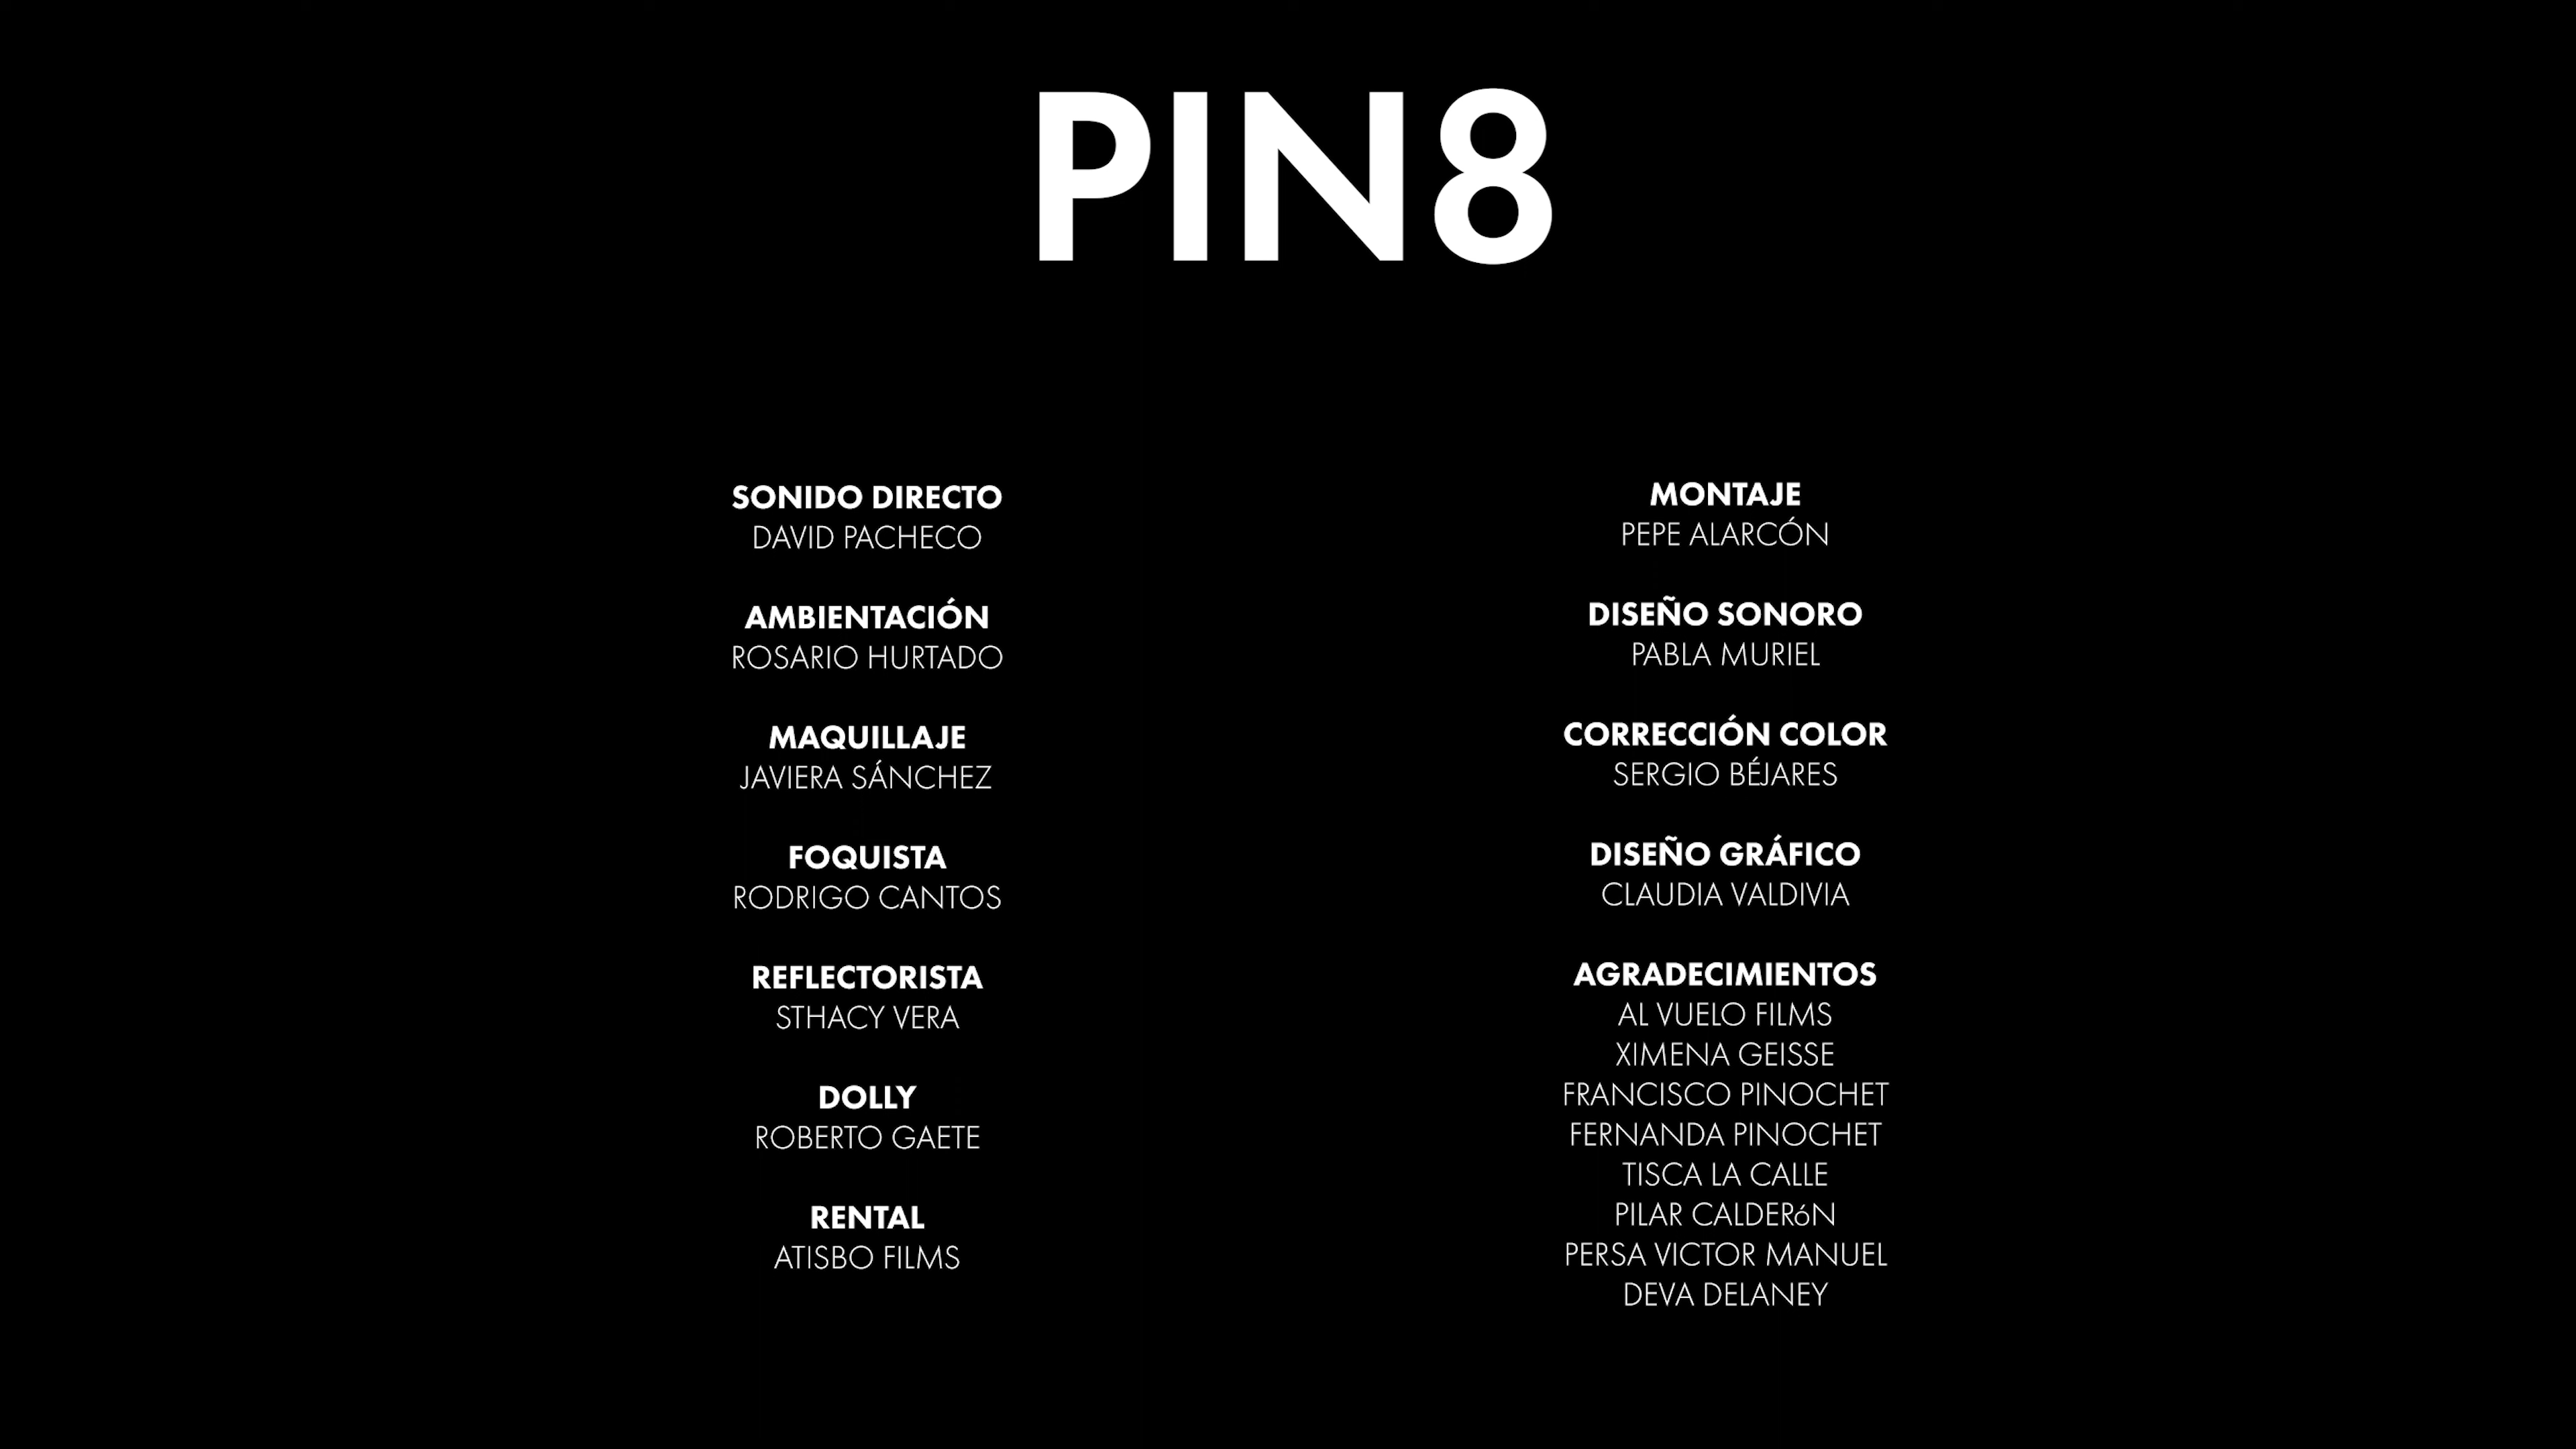 PIN8
SONIDO DIRECTO
DAVID PACHECO
AMBIENTACIÓN
ROSARIO HURTADO
MAQUILLAJE
JAVIERA SÁNCHEZ
FOQUISTA
RODRIGO CANTOS
REFLECTORISTA
STHACY VERA
DOLLY
ROBERTO GAETE
RENTAL
ATISBO FILMS
MONTAJE
PEPE ALARCÓN
DISEÑO SONORO
PABLA MURIEL
CORRECCIÓN COLOR
SERGIO BÉJARES
DISEÑO GRÁFICO
CLAUDIA VALDIVIA
AGRADECIMIENTOS
AL VUELO FILMS
XIMENA GEISSE
FRANCISCO PINOCHET
FERNANDA PINOCHET
TISCA LA CALLE
PILAR CALDERóN
PERSA VICTOR MANUEL
DEVA DELANEY